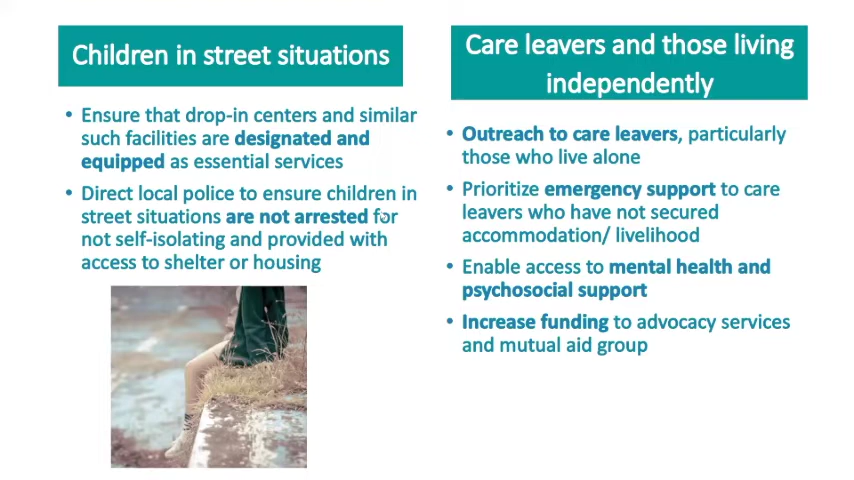 Children in street situations
• Ensure that drop-in centers and similar
such facilities are designated and
equipped as essential services
• Direct local police to ensure children in
street situations are not arrested for
not self-isolating and provided with
access to shelter or housing
Care leavers and those living
independently
• Outreach to care leavers, particularly
those who live alone
• Prioritize emergency support to care
leavers who have not secured
accommodation/ livelihood
• Enable access to mental health and
psychosocial support
• Increase funding to advocacy services
and mutual aid group